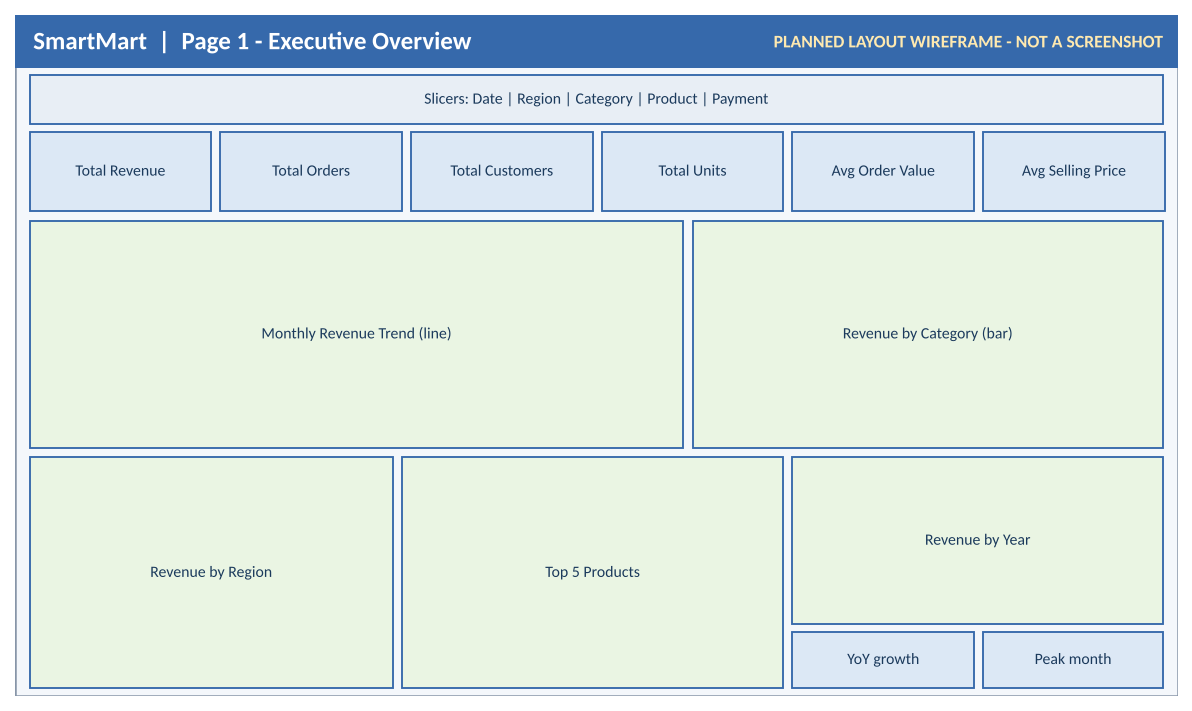 SmartMart | Page 1 - Executive Overview
PLANNED LAYOUT WIREFRAME - NOT A SCREENSHOT
Slicers: Date | Region | Category | Product | Payment
Total Revenue
Total Orders
Total Customers
Total Units
Avg Order Value
Avg Selling Price
Monthly Revenue Trend (line)
Revenue by Category (bar)
Revenue by Region
Top 5 Products
Revenue by Year
YoY growth
Peak month